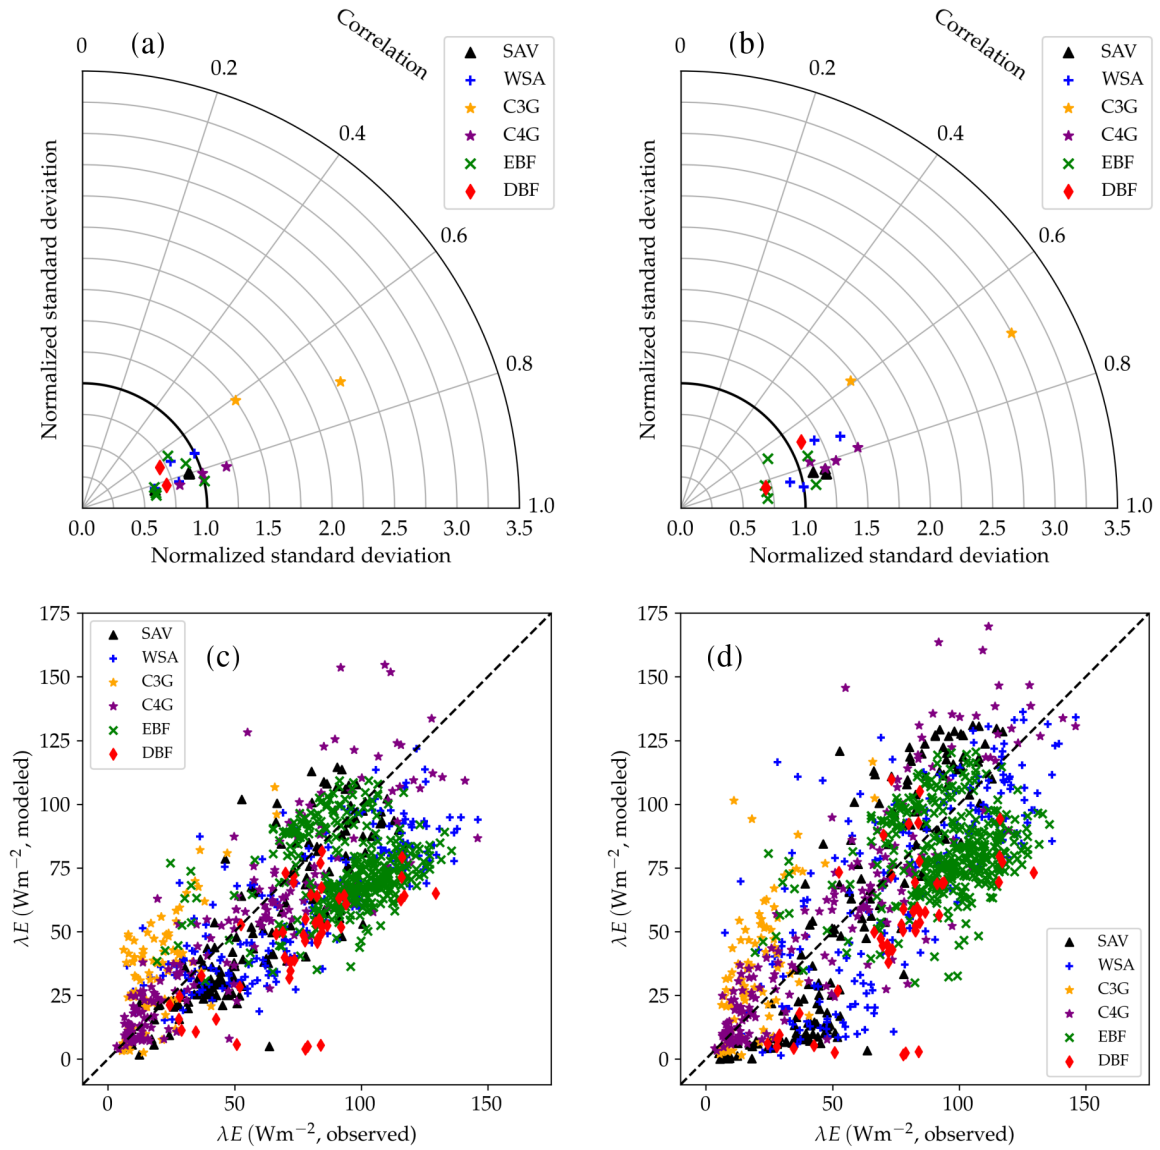 (a)
Correlation
0
0.2
0.4
0.6
0.8
1.0
SAV
WSA
C3G
C4G
EBF
DBF
Normalized standard deviation
0.0 0.5 1.0 1.5 2.0 2.5 3.0 3.5
Normalized standard deviation
(b)
Correlation
0
0.2
0.4
0.6
0.8
1.0
SAV
WSA
C3G
C4G
EBF
DBF
Normalized standard deviation
0.0 0.5 1.0 1.5 2.0 2.5 3.0 3.5
Normalized standard deviation
(c)
SAV
WSA
C3G
C4G
EBF
DBF
175
150
125
100
75
50
25
0
λE (Wm⁻², modeled)
0 50 100 150
λE (Wm⁻², observed)
(d)
SAV
WSA
C3G
C4G
EBF
DBF
175
150
125
100
75
50
25
0
λE (Wm⁻², modeled)
0 50 100 150
λE (Wm⁻², observed)